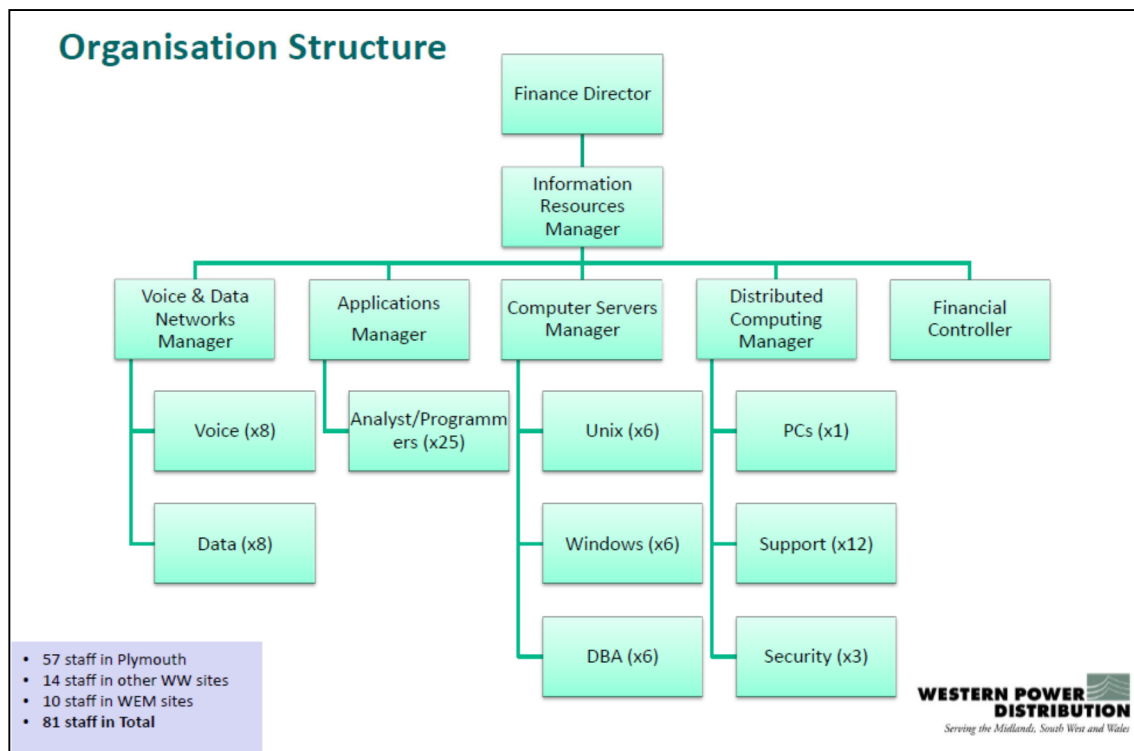 Organisation Structure
Finance Director
Information
Resources
Manager
Voice & Data
Networks
Manager
Applications
Manager
Computer Servers
Manager
Distributed
Computing
Manager
Financial
Controller
Voice (x8)
Analyst/Programm
ers (x25)
Unix (x6)
PCs (x1)
Data (x8)
Windows (x6)
Support (x12)
DBA (x6)
Security (x3)
• 57 staff in Plymouth
• 14 staff in other WW sites
• 10 staff in WEM sites
• 81 staff in Total
WESTERN POWER
DISTRIBUTION
Serving the Midlands, South West and Wales